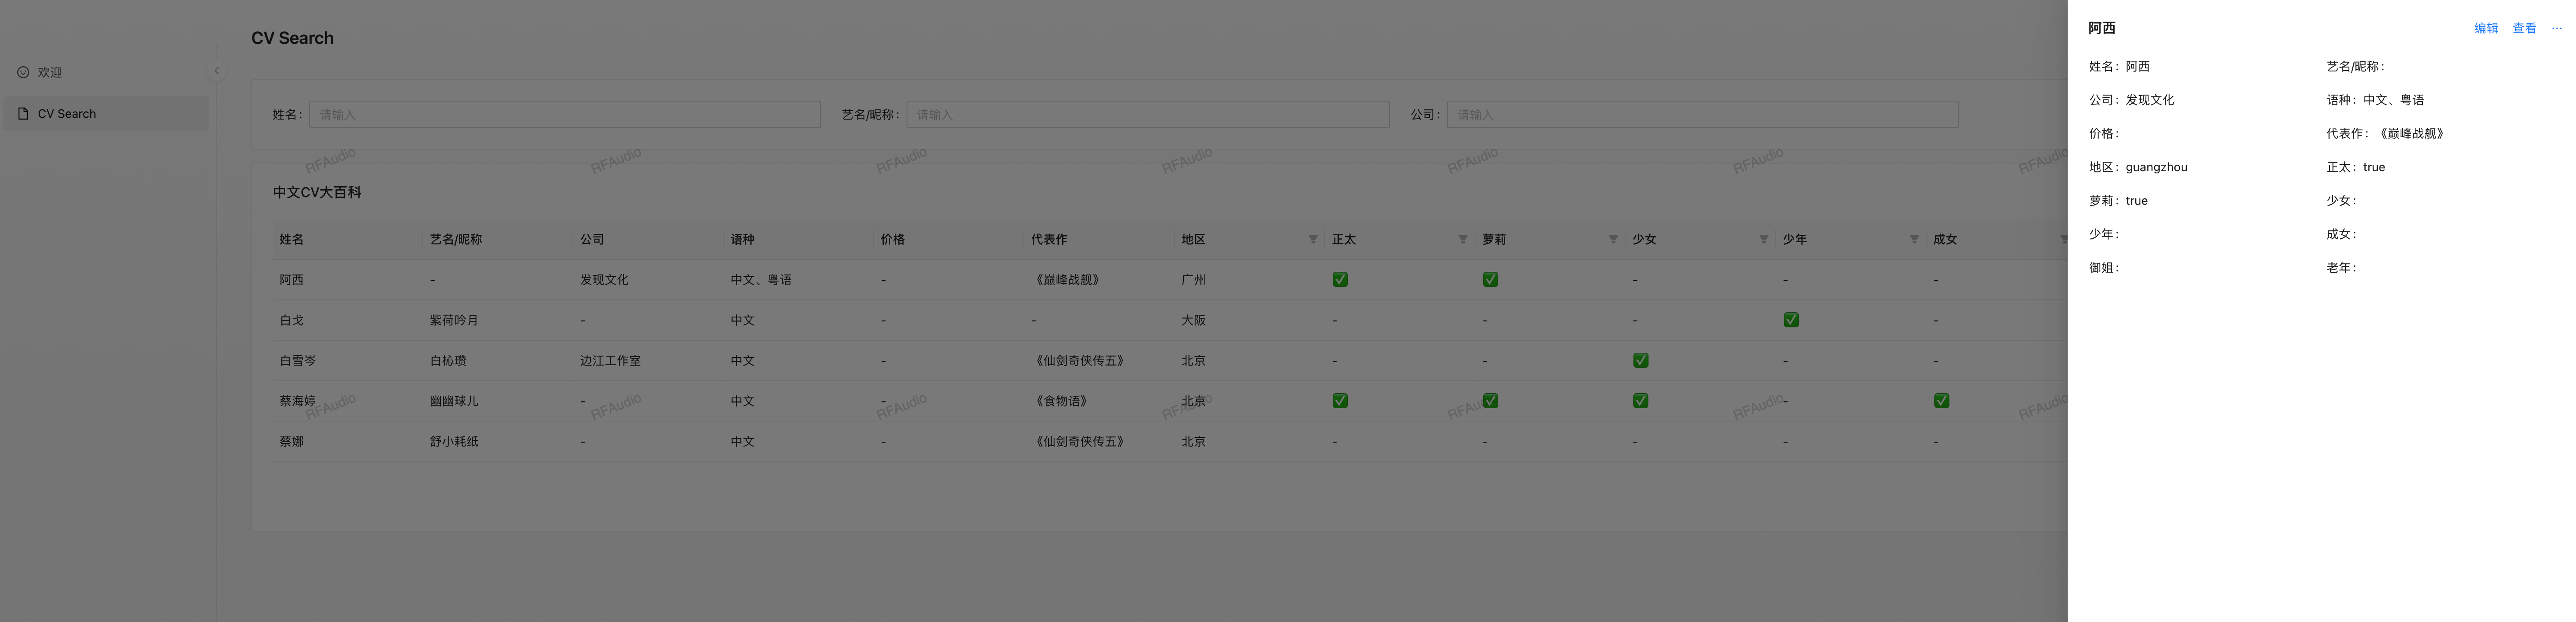 欢迎
CV Search
CV Search
姓名： 请输入 艺名/昵称： 请输入 公司： 请输入
RFAudio RFAudio RFAudio RFAudio RFAudio RFAudio RFAudio
中文CV大百科
姓名 艺名/昵称 公司 语种 价格 代表作 地区 正太 萝莉 少女 少年 成女
阿西 - 发现文化 中文、粤语 - 《巅峰战舰》 广州 ✅ ✅ - - -
白戈 紫荷吟月 - 中文 - - 大阪 - - - ✅ -
白雪岑 白杺瓒 边江工作室 中文 - 《仙剑奇侠传五》 北京 - - ✅ - -
蔡海婷 幽幽球儿 - 中文 - 《食物语》 北京 ✅ ✅ ✅ - ✅
RFAudio RFAudio RFAudio RFAudio RFAudio RFAudio RFAudio
蔡娜 舒小耗纸 - 中文 - 《仙剑奇侠传五》 北京 - - - - -
阿西 编辑 查看 ···
姓名： 阿西 艺名/昵称：
公司： 发现文化 语种： 中文、粤语
价格： 代表作： 《巅峰战舰》
地区： guangzhou 正太： true
萝莉： true 少女：
少年： 成女：
御姐： 老年：